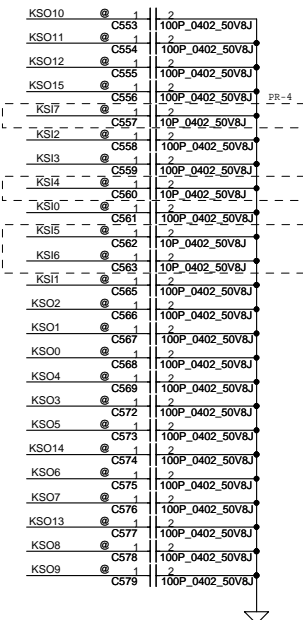 KSO10 @ 1 2
C553 100P_0402_50V8J
KSO11 @ 1 2
C554 100P_0402_50V8J
KSO12 @ 1 2
C555 100P_0402_50V8J
KSO15 @ 1 2
C556 100P_0402_50V8J PR-4
KSI7 @ 1 2
C557 10P_0402_50V8J
KSI2 @ 1 2
C558 100P_0402_50V8J
KSI3 @ 1 2
C559 100P_0402_50V8J
KSI4 @ 1 2
C560 10P_0402_50V8J
KSI0 @ 1 2
C561 100P_0402_50V8J
KSI5 @ 1 2
C562 10P_0402_50V8J
KSI6 @ 1 2
C563 10P_0402_50V8J
KSI1 @ 1 2
C565 100P_0402_50V8J
KSO2 @ 1 2
C566 100P_0402_50V8J
KSO1 @ 1 2
C567 100P_0402_50V8J
KSO0 @ 1 2
C568 100P_0402_50V8J
KSO4 @ 1 2
C569 100P_0402_50V8J
KSO3 @ 1 2
C572 100P_0402_50V8J
KSO5 @ 1 2
C573 100P_0402_50V8J
KSO14 @ 1 2
C574 100P_0402_50V8J
KSO6 @ 1 2
C575 100P_0402_50V8J
KSO7 @ 1 2
C576 100P_0402_50V8J
KSO13 @ 1 2
C577 100P_0402_50V8J
KSO8 @ 1 2
C578 100P_0402_50V8J
KSO9 @ 1 2
C579 100P_0402_50V8J